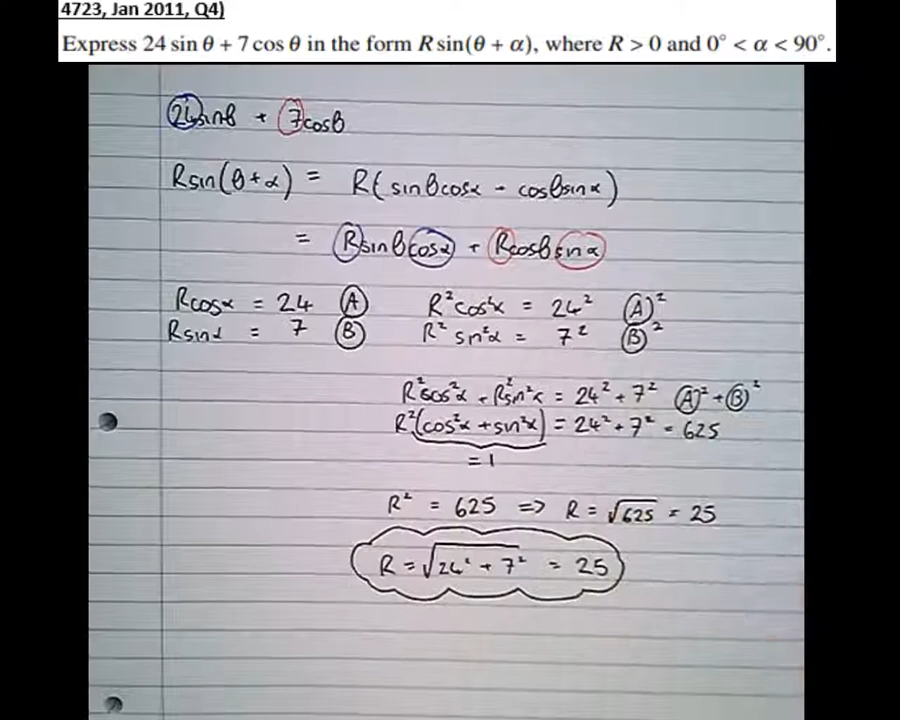 4723, Jan 2011, Q4)
Express 24 sin θ + 7 cos θ in the form R sin(θ + α), where R > 0 and 0° < α < 90°.
24sinθ + 7cosθ
Rsin(θ+α) = R(sinθcosα - cosθsinα)
= Rsinθcosα + Rcosθsinα
Rcosα = 24 (A) R²cos²α = 24² (A)²
Rsinα = 7 (B) R² sin²α = 7² (B)²
R²cos²α + R²sin²α = 24² + 7² (A)² + (B)²
R²(cos²α + sin²α) = 24² + 7² = 625
= 1
R² = 625 => R = √625 = 25
R = √24² + 7² = 25